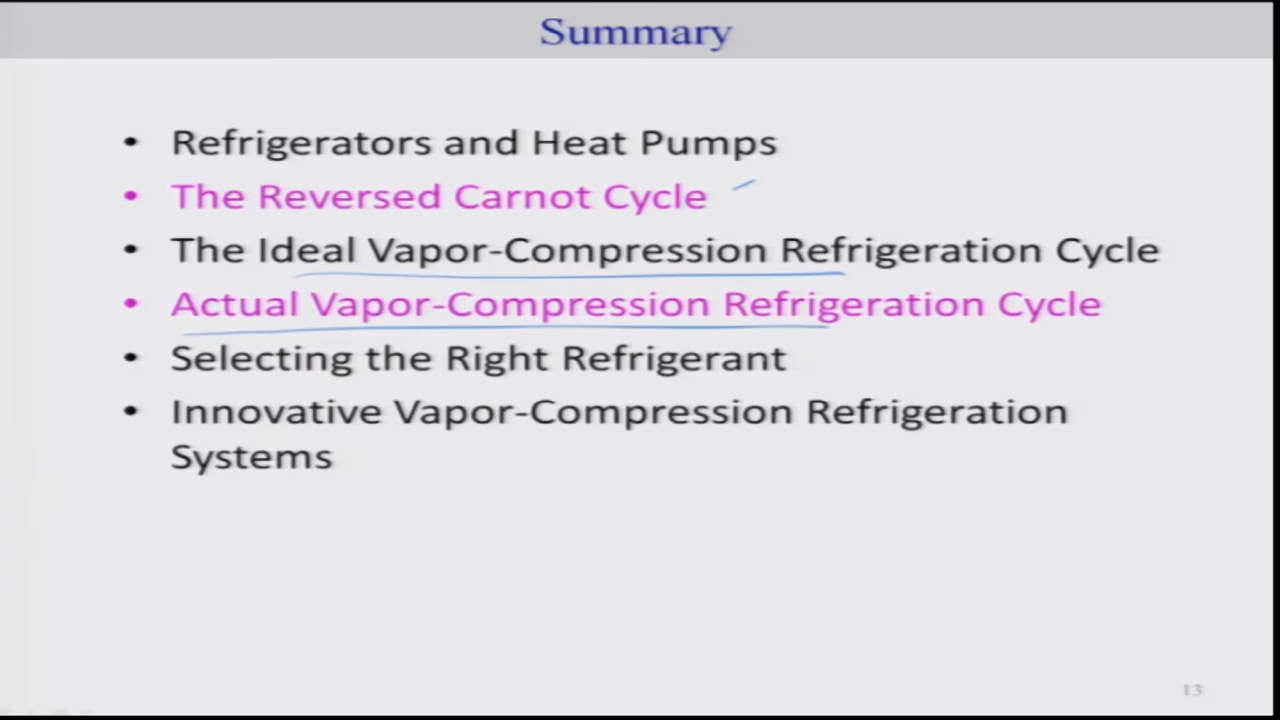 Summary
• Refrigerators and Heat Pumps
• The Reversed Carnot Cycle
• The Ideal Vapor-Compression Refrigeration Cycle
• Actual Vapor-Compression Refrigeration Cycle
• Selecting the Right Refrigerant
• Innovative Vapor-Compression Refrigeration
Systems
13